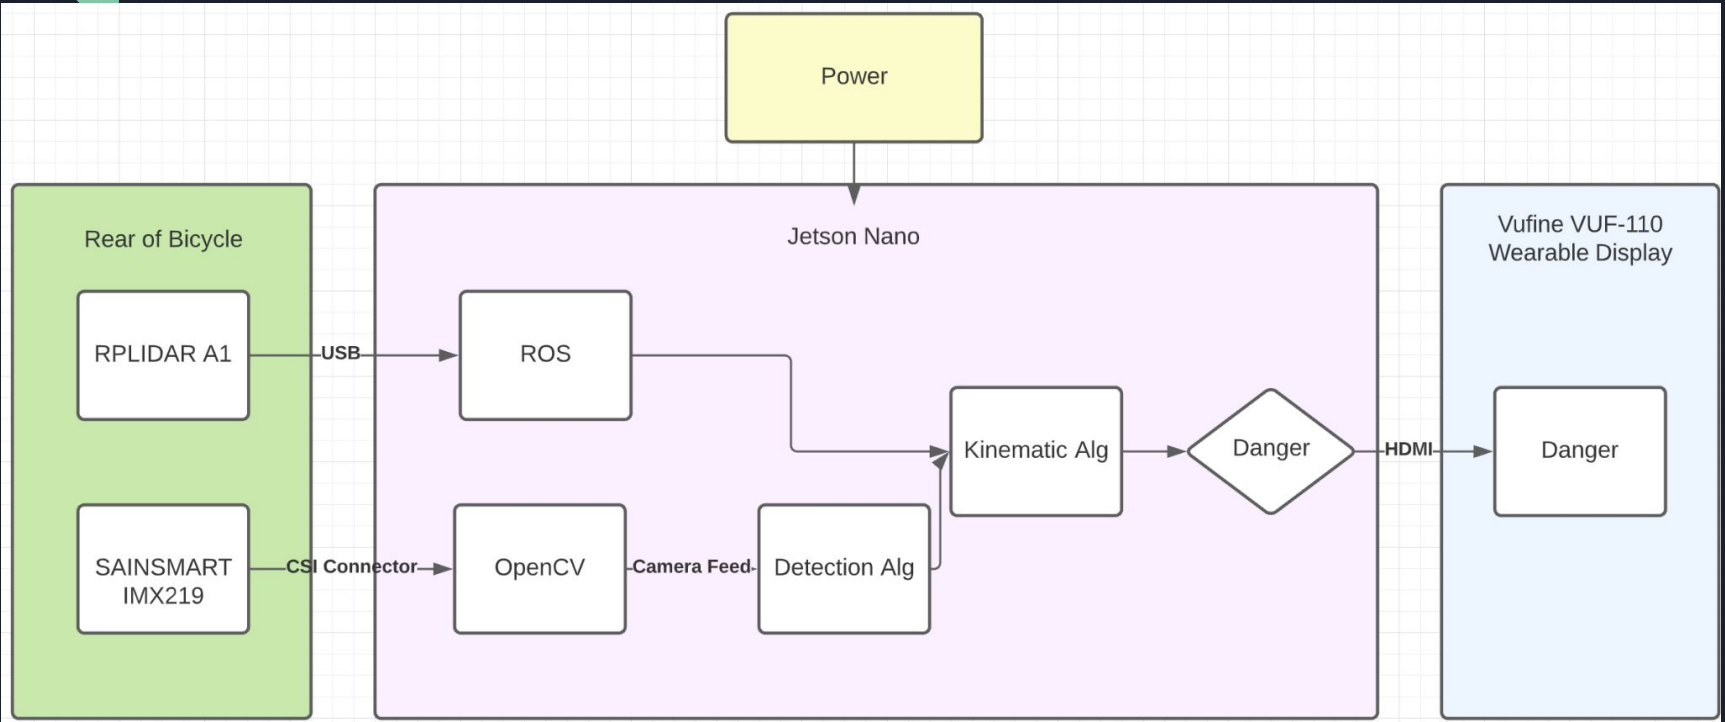 Power
Rear of Bicycle
Jetson Nano
Vufine VUF-110
Wearable Display
RPLIDAR A1
USB
ROS
Kinematic Alg
Danger
HDMI
Danger
SAINSMART
IMX219
CSI Connector
OpenCV
Camera Feed
Detection Alg